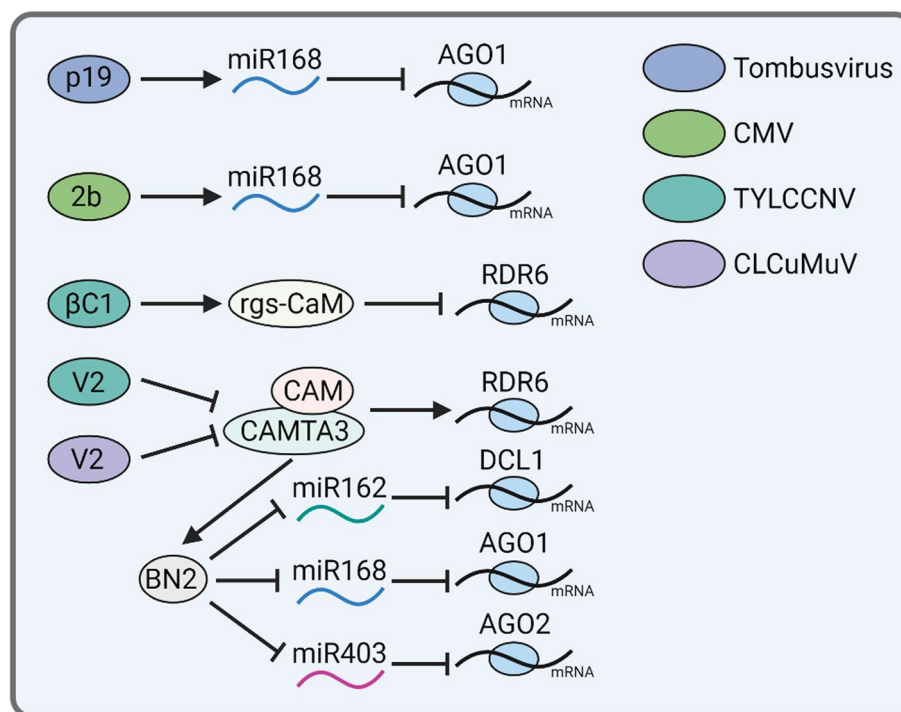 p19 miR168 AGO1 mRNA
2b miR168 AGO1 mRNA
βC1 rgs-CaM RDR6 mRNA
V2 CAM RDR6 mRNA
V2 CAMTA3
miR162 DCL1 mRNA
BN2 miR168 AGO1 mRNA
miR403 AGO2 mRNA
Tombusvirus
CMV
TYLCCNV
CLCuMuV